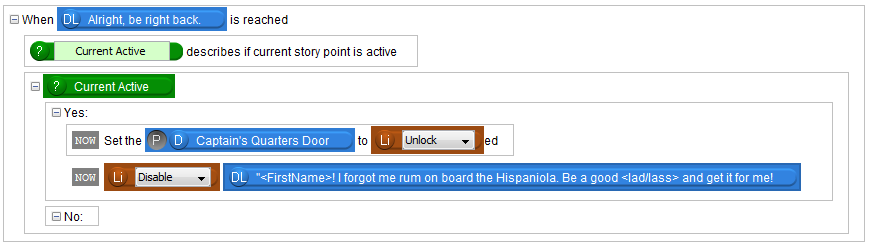 When DL Alright, be right back. is reached
? Current Active describes if current story point is active
? Current Active
Yes:
NOW Set the P D Captain's Quarters Door to Li Unlock ed
NOW Li Disable DL "<FirstName>! I forgot me rum on board the Hispaniola. Be a good <lad/lass> and get it for me!
No: